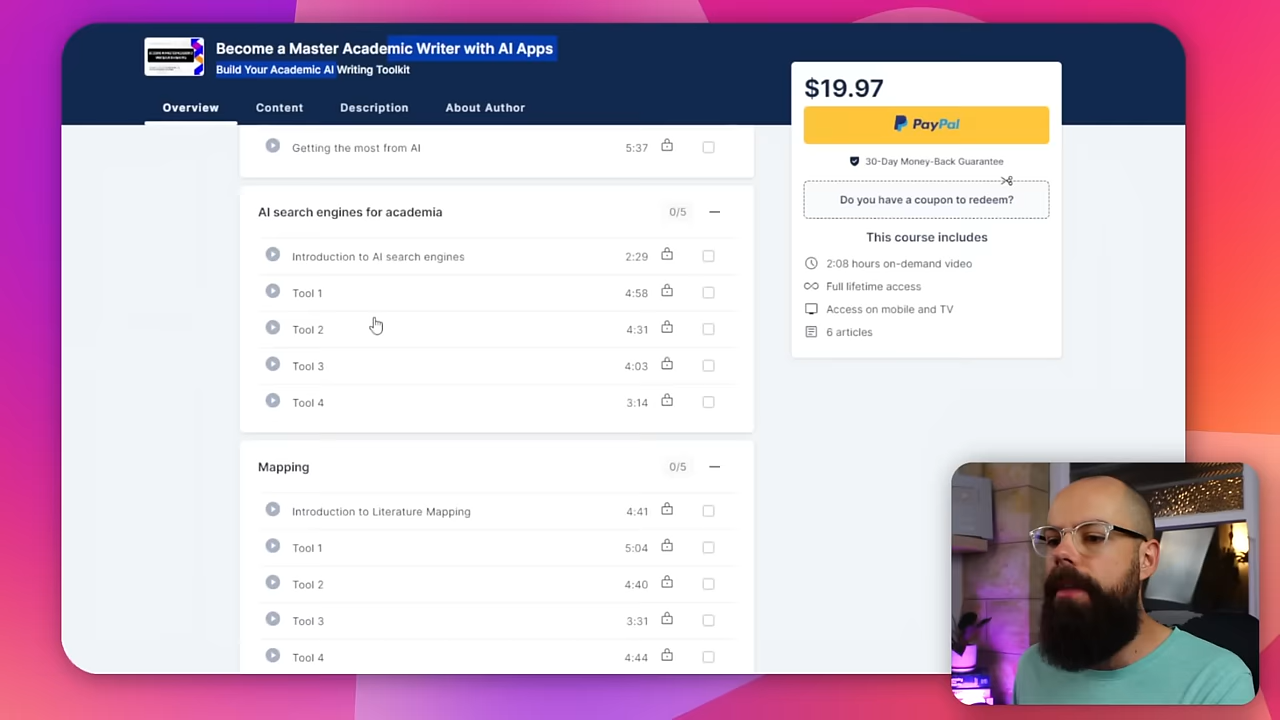 Become a Master Academic Writer with AI Apps
Build Your Academic AI Writing Toolkit
Overview
Content
Description
About Author
$19.97
PayPal
30-Day Money-Back Guarantee
Do you have a coupon to redeem?
This course includes
2:08 hours on-demand video
Full lifetime access
Access on mobile and TV
6 articles
Getting the most from AI 5:37
AI search engines for academia 0/5
Introduction to AI search engines 2:29
Tool 1 4:58
Tool 2 4:31
Tool 3 4:03
Tool 4 3:14
Mapping 0/5
Introduction to Literature Mapping 4:41
Tool 1 5:04
Tool 2 4:40
Tool 3 3:31
Tool 4 4:44